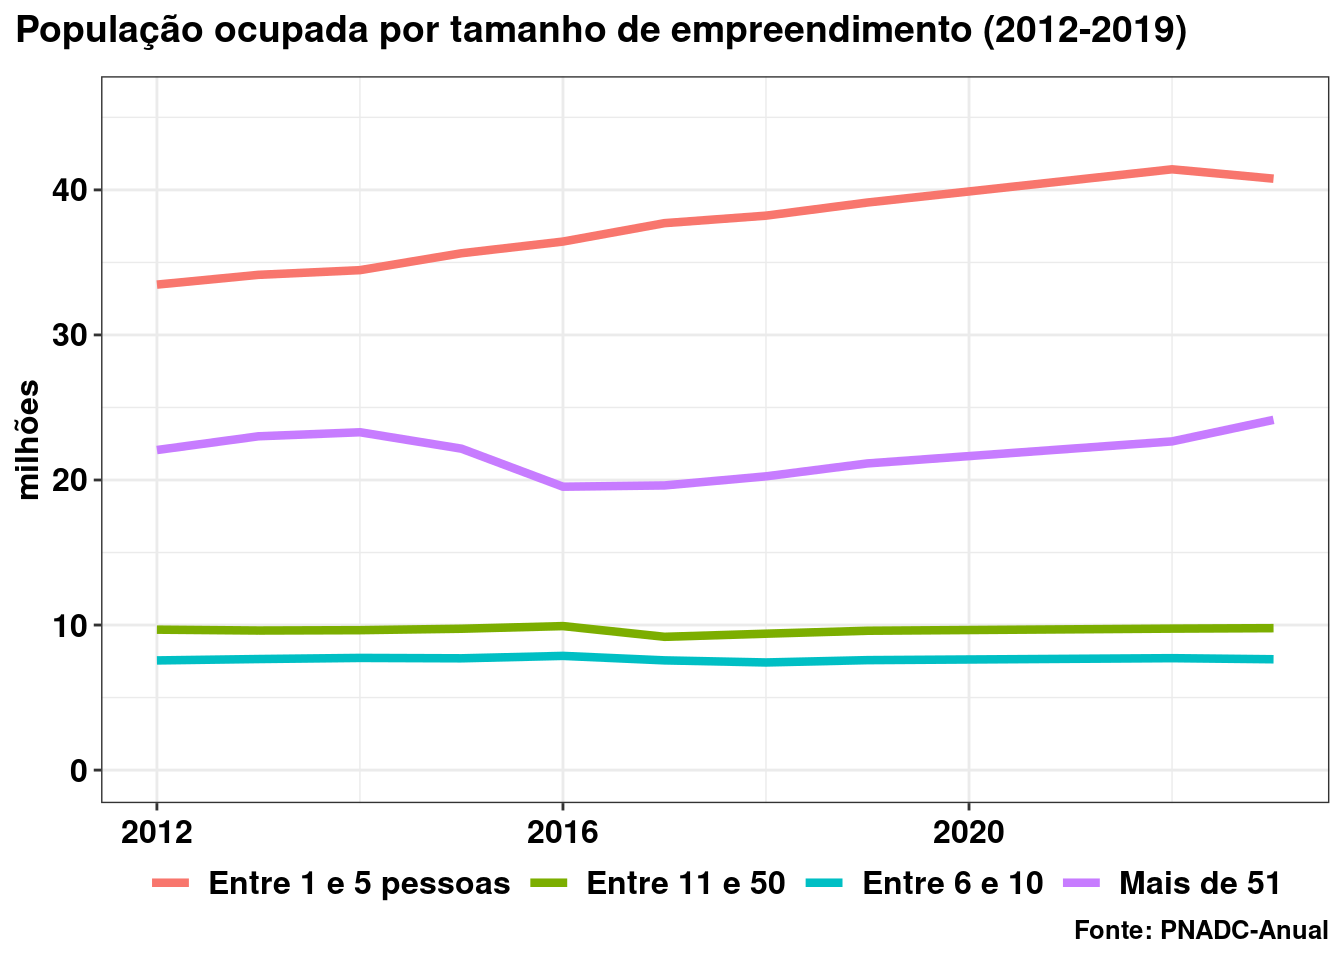 População ocupada por tamanho de empreendimento (2012-2019)
40
30
20
10
0
milhões
2012 2016 2020
Entre 1 e 5 pessoas Entre 11 e 50 Entre 6 e 10 Mais de 51
Fonte: PNADC-Anual